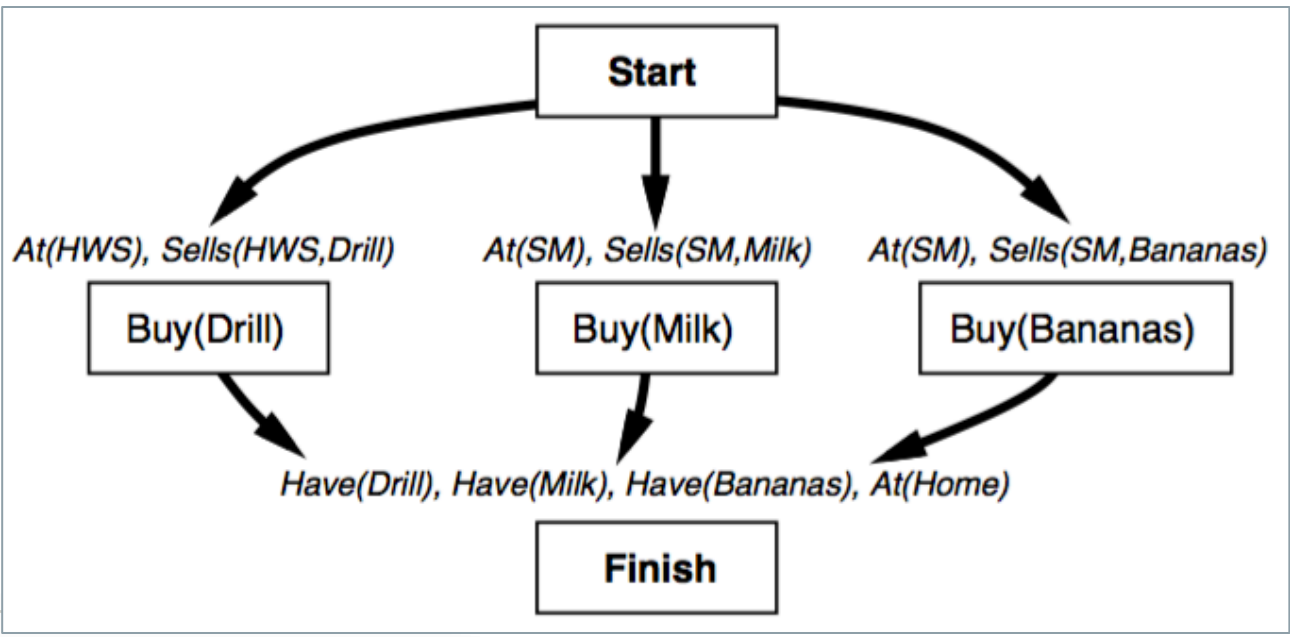 Start
At(HWS), Sells(HWS,Drill) At(SM), Sells(SM,Milk) At(SM), Sells(SM,Bananas)
Buy(Drill) Buy(Milk) Buy(Bananas)
Have(Drill), Have(Milk), Have(Bananas), At(Home)
Finish